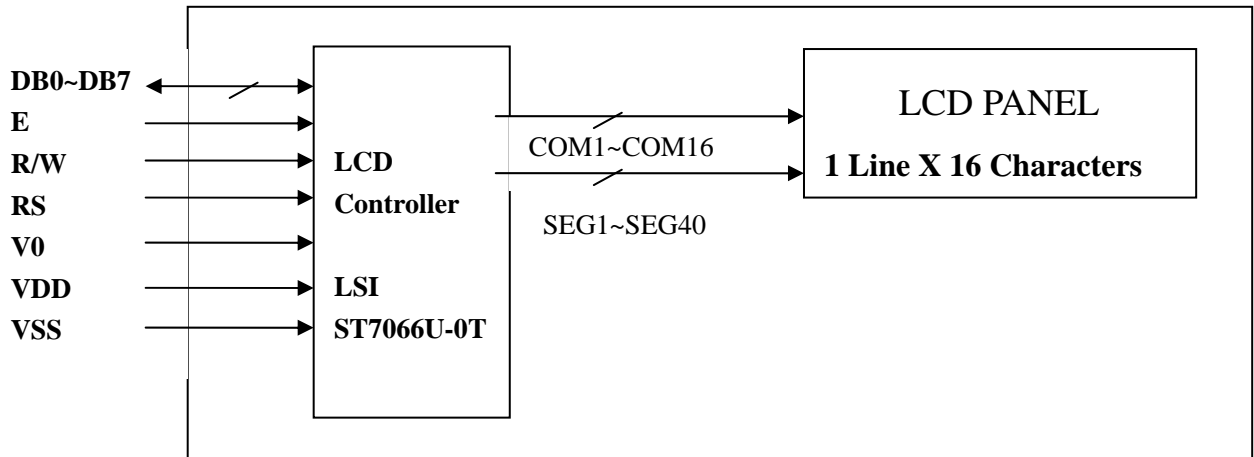 DB0~DB7
E
R/W
RS
V0
VDD
VSS
LCD
Controller
LSI
ST7066U-0T
COM1~COM16
SEG1~SEG40
LCD PANEL
1 Line X 16 Characters